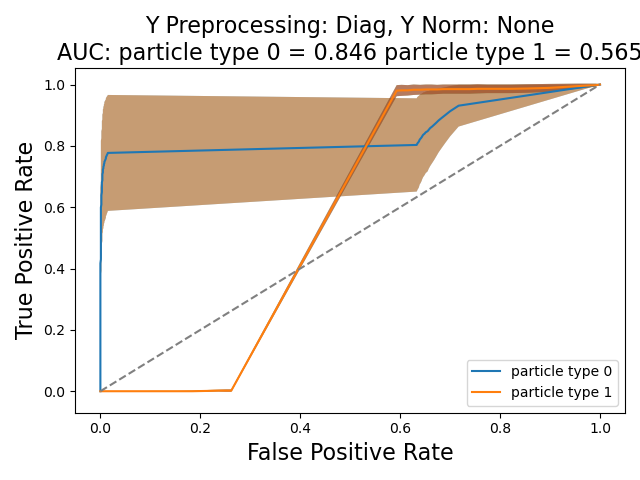 Y Preprocessing: Diag, Y Norm: None
AUC: particle type 0 = 0.846 particle type 1 = 0.565
1.0
0.8
0.6
0.4
0.2
0.0
True Positive Rate
particle type 0
particle type 1
0.0 0.2 0.4 0.6 0.8 1.0
False Positive Rate